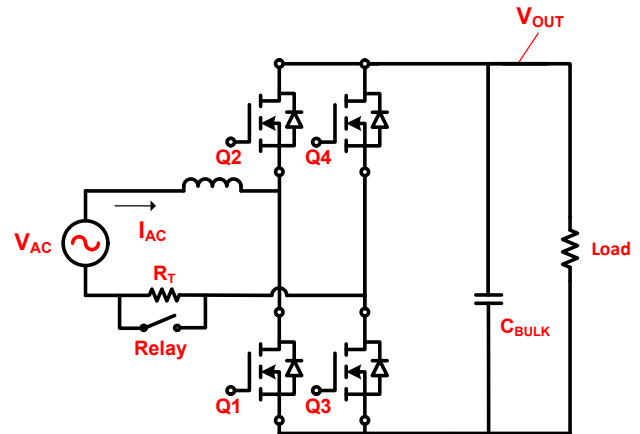 VOUT
Q2
Q4
IAC
VAC
RT
Relay
Load
CBULK
Q1
Q3